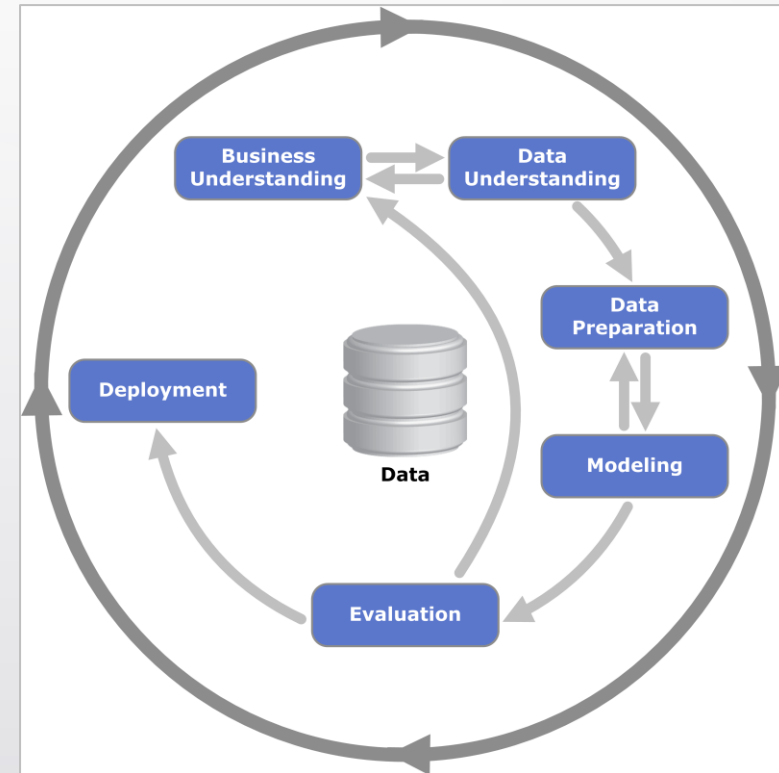 Business
Understanding
Data
Understanding
Data
Preparation
Deployment
Data
Modeling
Evaluation